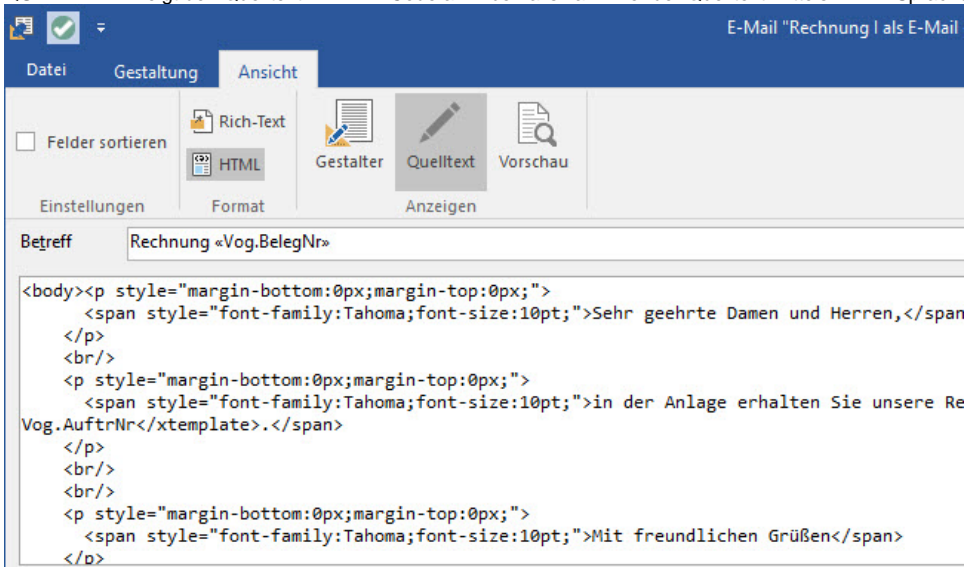 E-Mail "Rechnung I als E-Mail
Datei Gestaltung Ansicht
Felder sortieren
Rich-Text
HTML
Gestalter Quelltext Vorschau
Einstellungen Format Anzeigen
Betreff Rechnung «Vog.BelegNr»
<body><p style="margin-bottom:0px;margin-top:0px;">
<span style="font-family:Tahoma;font-size:10pt;">Sehr geehrte Damen und Herren,</span
</p>
<br/>
<p style="margin-bottom:0px;margin-top:0px;">
<span style="font-family:Tahoma;font-size:10pt;">in der Anlage erhalten Sie unsere Re
Vog.AuftrNr</xtemplate>.</span>
</p>
<br/>
<br/>
<p style="margin-bottom:0px;margin-top:0px;">
<span style="font-family:Tahoma;font-size:10pt;">Mit freundlichen Grüßen</span>
</p>